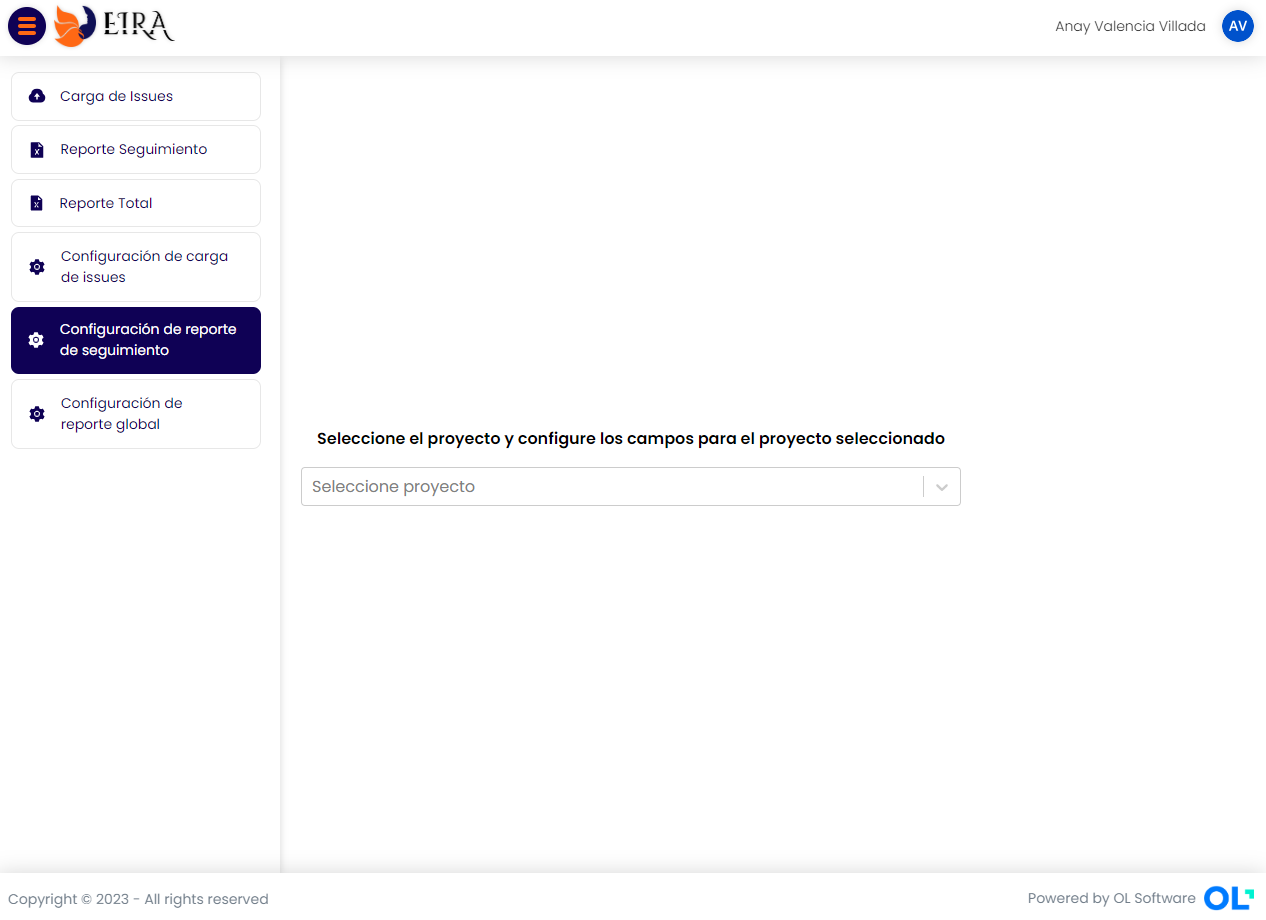 EIRA
Anay Valencia Villada
AV
Carga de Issues
Reporte Seguimiento
Reporte Total
Configuración de carga
de issues
Configuración de reporte
de seguimiento
Configuración de
reporte global
Seleccione el proyecto y configure los campos para el proyecto seleccionado
Seleccione proyecto
Copyright © 2023 - All rights reserved
Powered by OL Software
OL